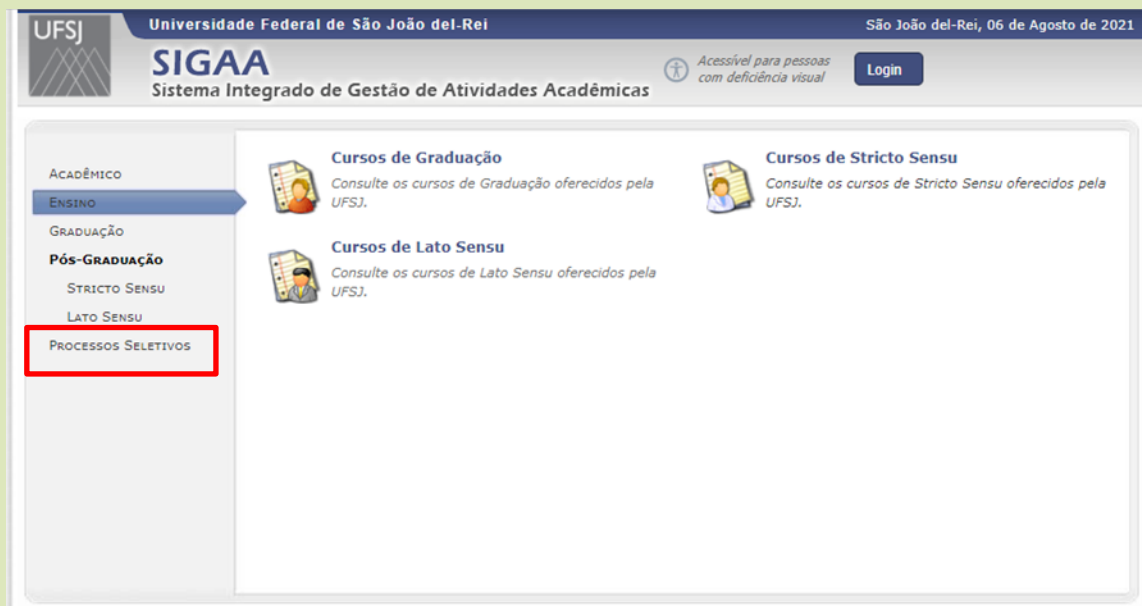 UFSJ
Universidade Federal de São João del-Rei
São João del-Rei, 06 de Agosto de 2021
SIGAA
Sistema Integrado de Gestão de Atividades Acadêmicas
Acessível para pessoas
com deficiência visual
Login
Acadêmico
Ensino
Graduação
Pós-Graduação
Stricto Sensu
Lato Sensu
Processos Seletivos
Cursos de Graduação
Consulte os cursos de Graduação oferecidos pela
UFSJ.
Cursos de Stricto Sensu
Consulte os cursos de Stricto Sensu oferecidos pela
UFSJ.
Cursos de Lato Sensu
Consulte os cursos de Lato Sensu oferecidos pela
UFSJ.